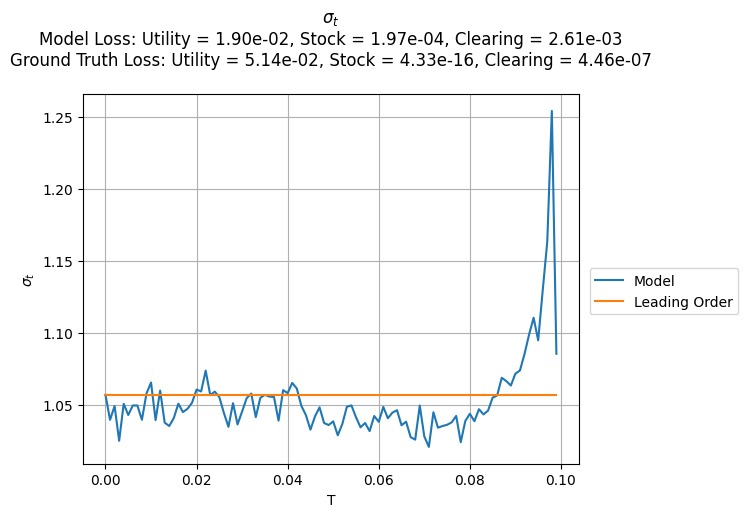 σt
Model Loss: Utility = 1.90e-02, Stock = 1.97e-04, Clearing = 2.61e-03
Ground Truth Loss: Utility = 5.14e-02, Stock = 4.33e-16, Clearing = 4.46e-07
1.25
1.20
1.15
1.10
1.05
σt
0.00 0.02 0.04 0.06 0.08 0.10
T
Model
Leading Order